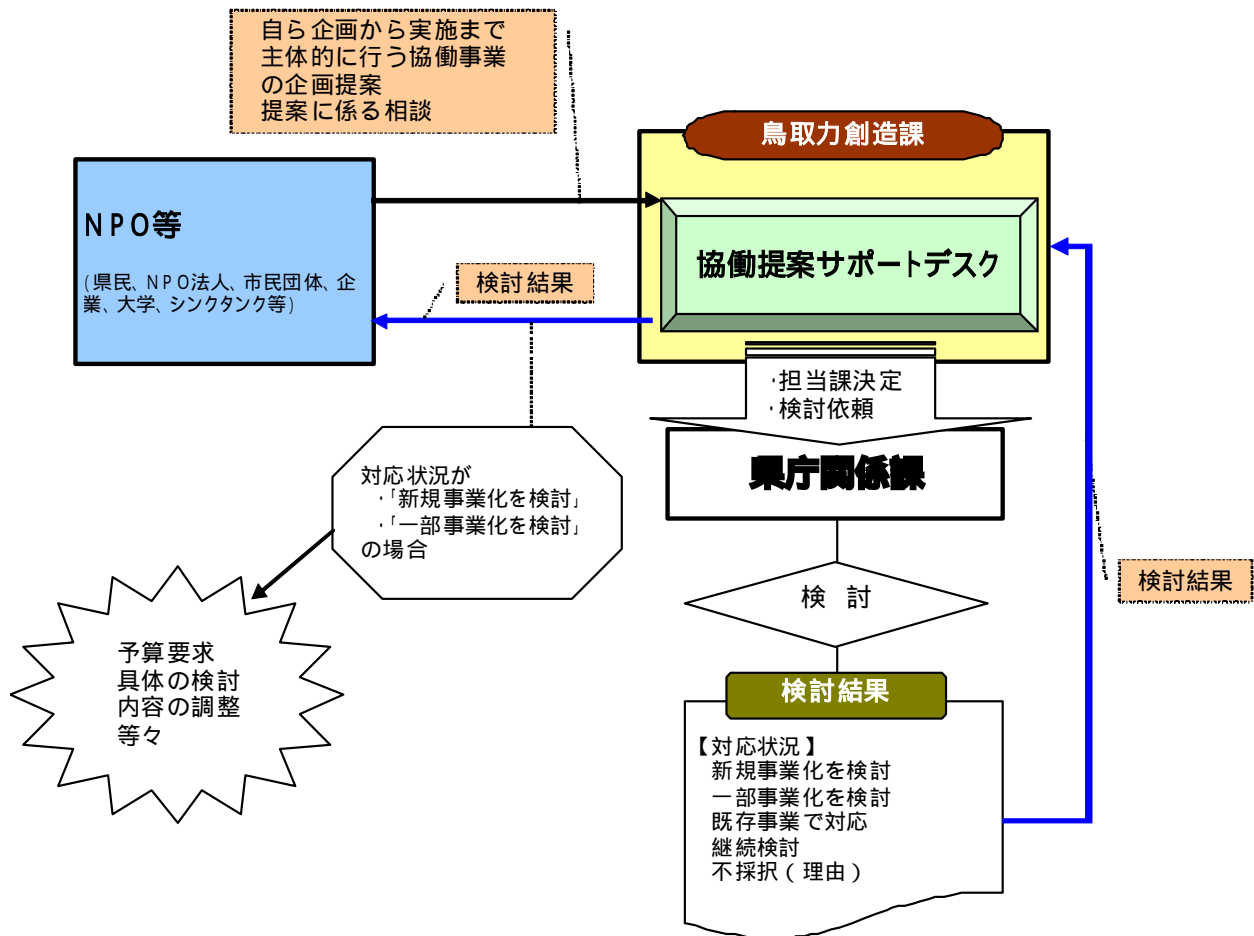 自ら企画から実施まで
主体的に行う協働事業
の企画提案
提案に係る相談
鳥取力創造課
NPO等
(県民、NPO法人、市民団体、企
業、大学、シンクタンク等)
協働提案サポートデスク
検討結果
・担当課決定
・検討依頼
県庁関係課
対応状況が
・「新規事業化を検討」
・「一部事業化を検討」
の場合
検討結果
検 討
予算要求
具体の検討
内容の調整
等々
検討結果
【対応状況】
新規事業化を検討
一部事業化を検討
既存事業で対応
継続検討
不採択(理由)